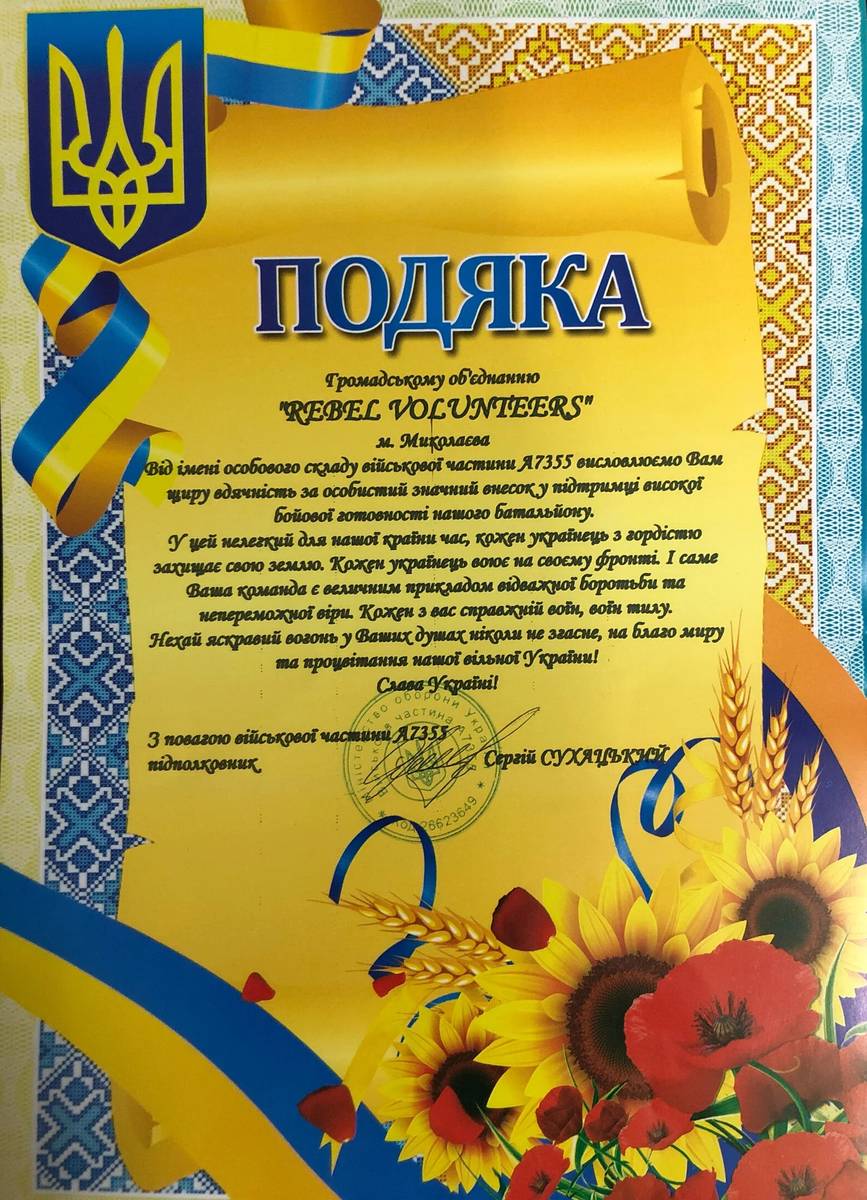 ПОДЯКА
Громадському об'єднанню
"REBEL VOLUNTEERS"
м. Миколаєва
Від імені особового складу військової частини А7355 висловлюємо Вам
щиру вдячність за особистий значний внесок у підтримці високої
бойової готовності нашого батальйону.
У цей нелегкий для нашої країни час, кожен українець з гордістю
захищає свою землю. Кожен українець воює на своєму фронті. І саме
Ваша команда є величним прикладом відважної боротьби та
непереможної віри. Кожен з вас справжній воїн, воїн тилу.
Нехай яскравий вогонь у Ваших душах ніколи не згасне, на благо миру
та процвітання нашої вільної України!
Слава Україні!
З повагою військової частини А7355
підполковник Сергій СУХАЦЬКИЙ
Міністерство оборони України
військова частина
код 26623649